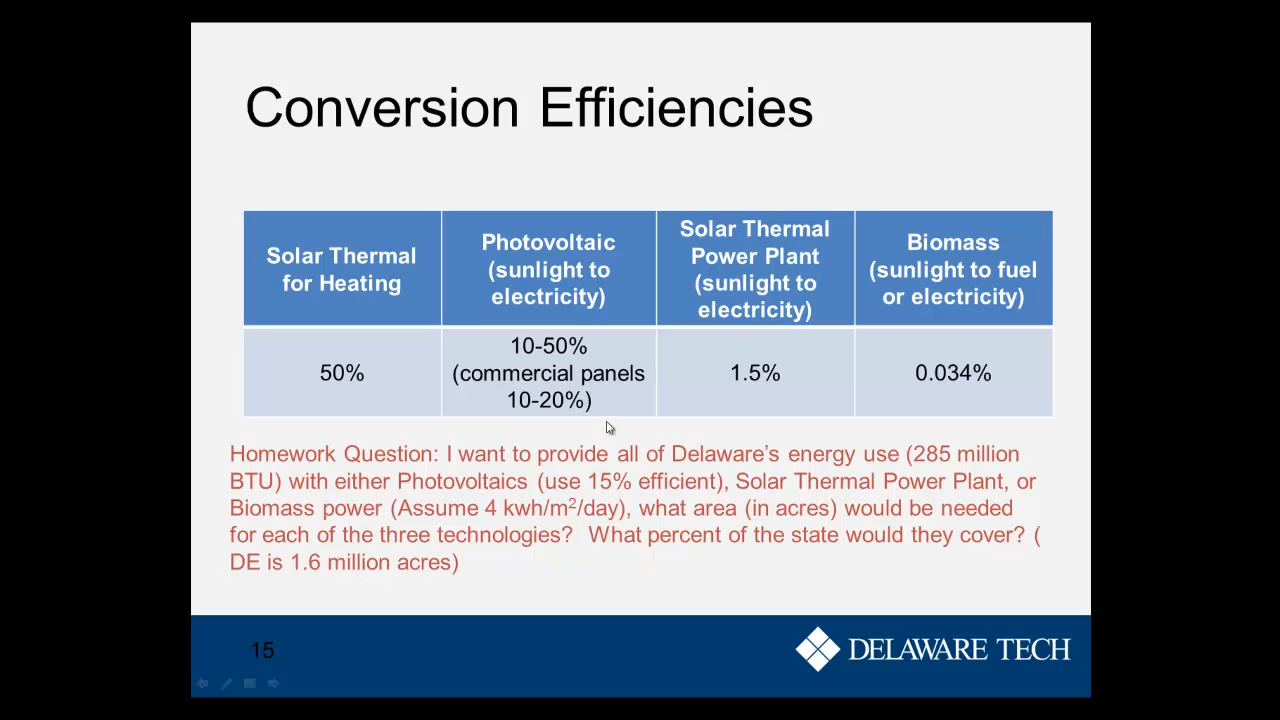 Conversion Efficiencies
Solar Thermal
for Heating
Photovoltaic
(sunlight to
electricity)
Solar Thermal
Power Plant
(sunlight to
electricity)
Biomass
(sunlight to fuel
or electricity)
50%
10-50%
(commercial panels
10-20%)
1.5%
0.034%
Homework Question: I want to provide all of Delaware’s energy use (285 million
BTU) with either Photovoltaics (use 15% efficient), Solar Thermal Power Plant, or
Biomass power (Assume 4 kwh/m²/day), what area (in acres) would be needed
for each of the three technologies?  What percent of the state would they cover? (
DE is 1.6 million acres)
15
DELAWARE TECH